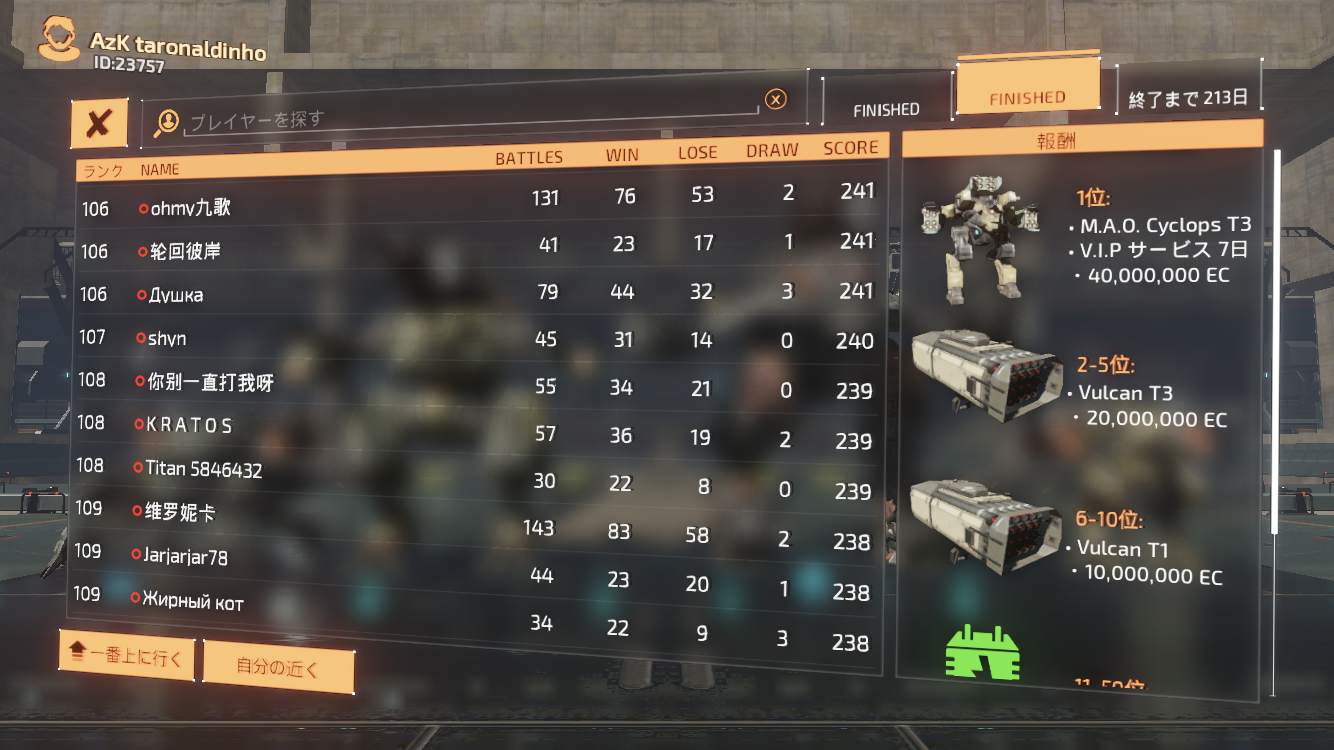 AzK taronaldinho
ID:23757
プレイヤーを探す
FINISHED
FINISHED
終了まで 213日
ランク NAME BATTLES WIN LOSE DRAW SCORE
106 ohmv九歌 131 76 53 2 241
106 轮回彼岸 41 23 17 1 241
106 Душка 79 44 32 3 241
107 shyn 45 31 14 0 240
108 你别一直打我呀 55 34 21 0 239
108 K R A T O S 57 36 19 2 239
108 Titan 5846432 30 22 8 0 239
109 维罗妮卡 143 83 58 2 238
109 Jarjarjar78 44 23 20 1 238
109 Жирный кот 34 22 9 3 238
一番上に行く
自分の近く
報酬
1位:
• M.A.O. Cyclops T3
• V.I.P サービス 7日
• 40,000,000 EC
2-5位:
• Vulcan T3
• 20,000,000 EC
6-10位:
• Vulcan T1
• 10,000,000 EC
11-50位: